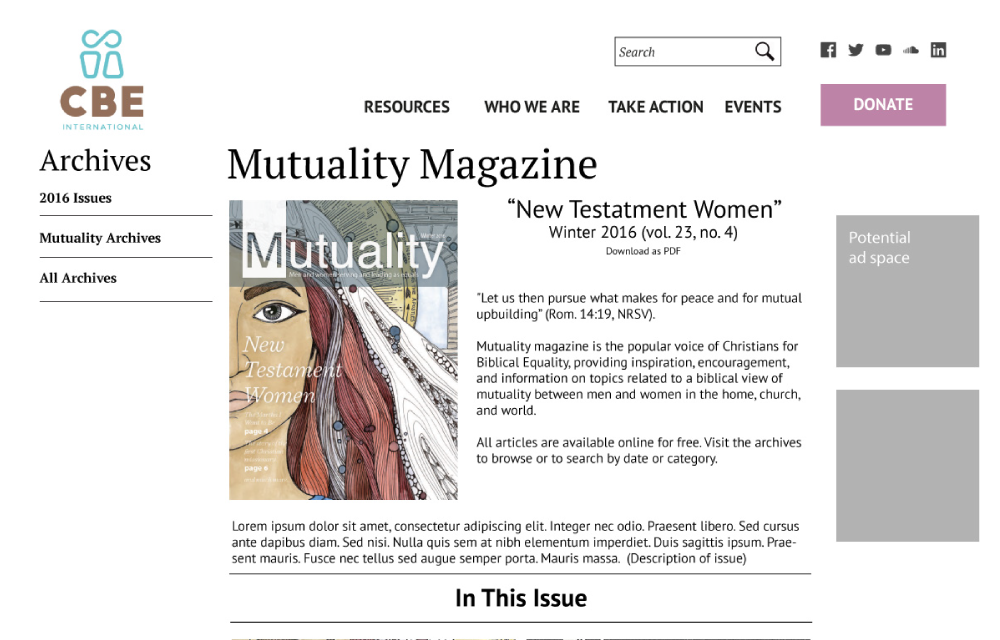 CBE
INTERNATIONAL
Search
RESOURCES WHO WE ARE TAKE ACTION EVENTS
DONATE
Archives
2016 Issues
Mutuality Archives
All Archives
Mutuality Magazine
Mutuality
Men and women serving and leading as equals
New
Testament
Women
page 4
page 6
“New Testatment Women”
Winter 2016 (vol. 23, no. 4)
Download as PDF
"Let us then pursue what makes for peace and for mutual
upbuilding” (Rom. 14:19, NRSV).
Mutuality magazine is the popular voice of Christians for
Biblical Equality, providing inspiration, encouragement,
and information on topics related to a biblical view of
mutuality between men and women in the home, church,
and world.
All articles are available online for free. Visit the archives
to browse or to search by date or category.
Potential
ad space
Lorem ipsum dolor sit amet, consectetur adipiscing elit. Integer nec odio. Praesent libero. Sed cursus
ante dapibus diam. Sed nisi. Nulla quis sem at nibh elementum imperdiet. Duis sagittis ipsum. Prae-
sent mauris. Fusce nec tellus sed augue semper porta. Mauris massa. (Description of issue)
In This Issue